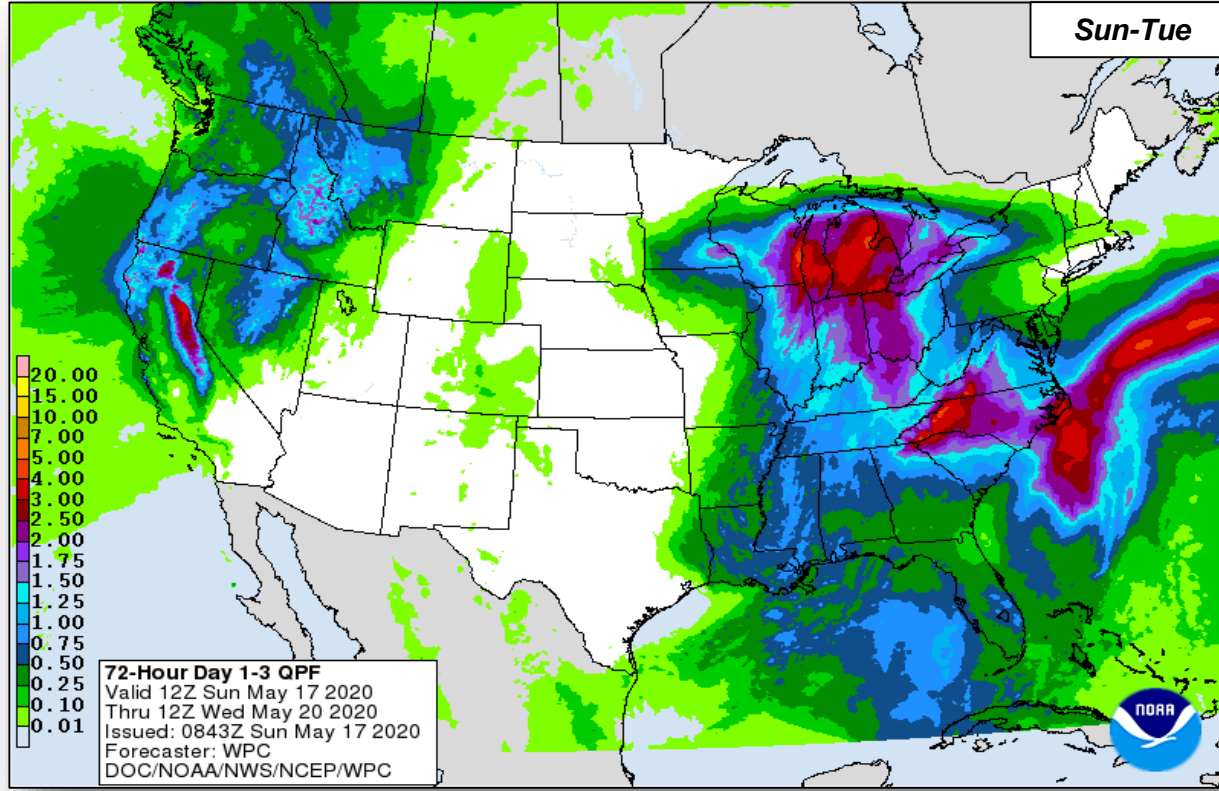 Sun-Tue
20.00
15.00
10.00
7.00
5.00
4.00
3.00
2.50
2.00
1.75
1.50
1.25
1.00
0.75
0.50
0.25
0.10
0.01
72-Hour Day 1-3 QPF
Valid 12Z Sun May 17 2020
Thru 12Z Wed May 20 2020
Issued: 0843Z Sun May 17 2020
Forecaster: WPC
DOC/NOAA/NWS/NCEP/WPC
NOAA